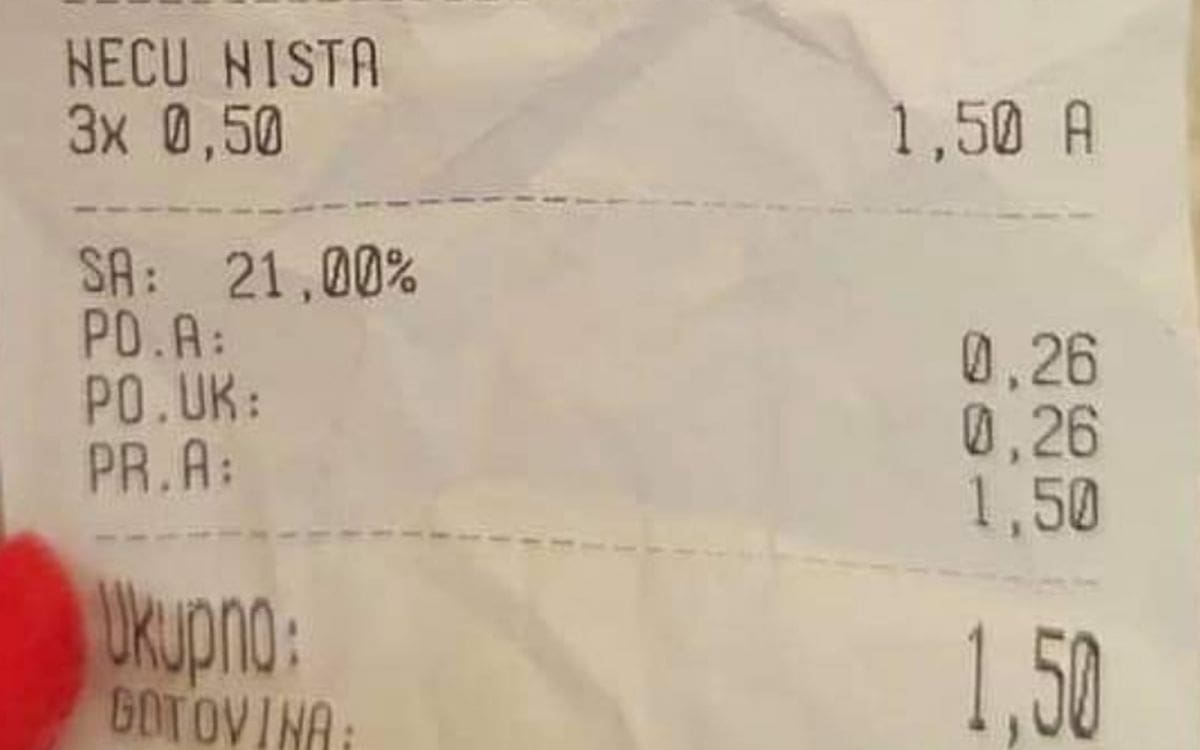 NECU NISTA
3x 0,50 1,50 A
SA: 21,00%
PO.A: 0,26
PO.UK: 0,26
PR.A: 1,50
Ukupno: 1,50
GOTOVINA: